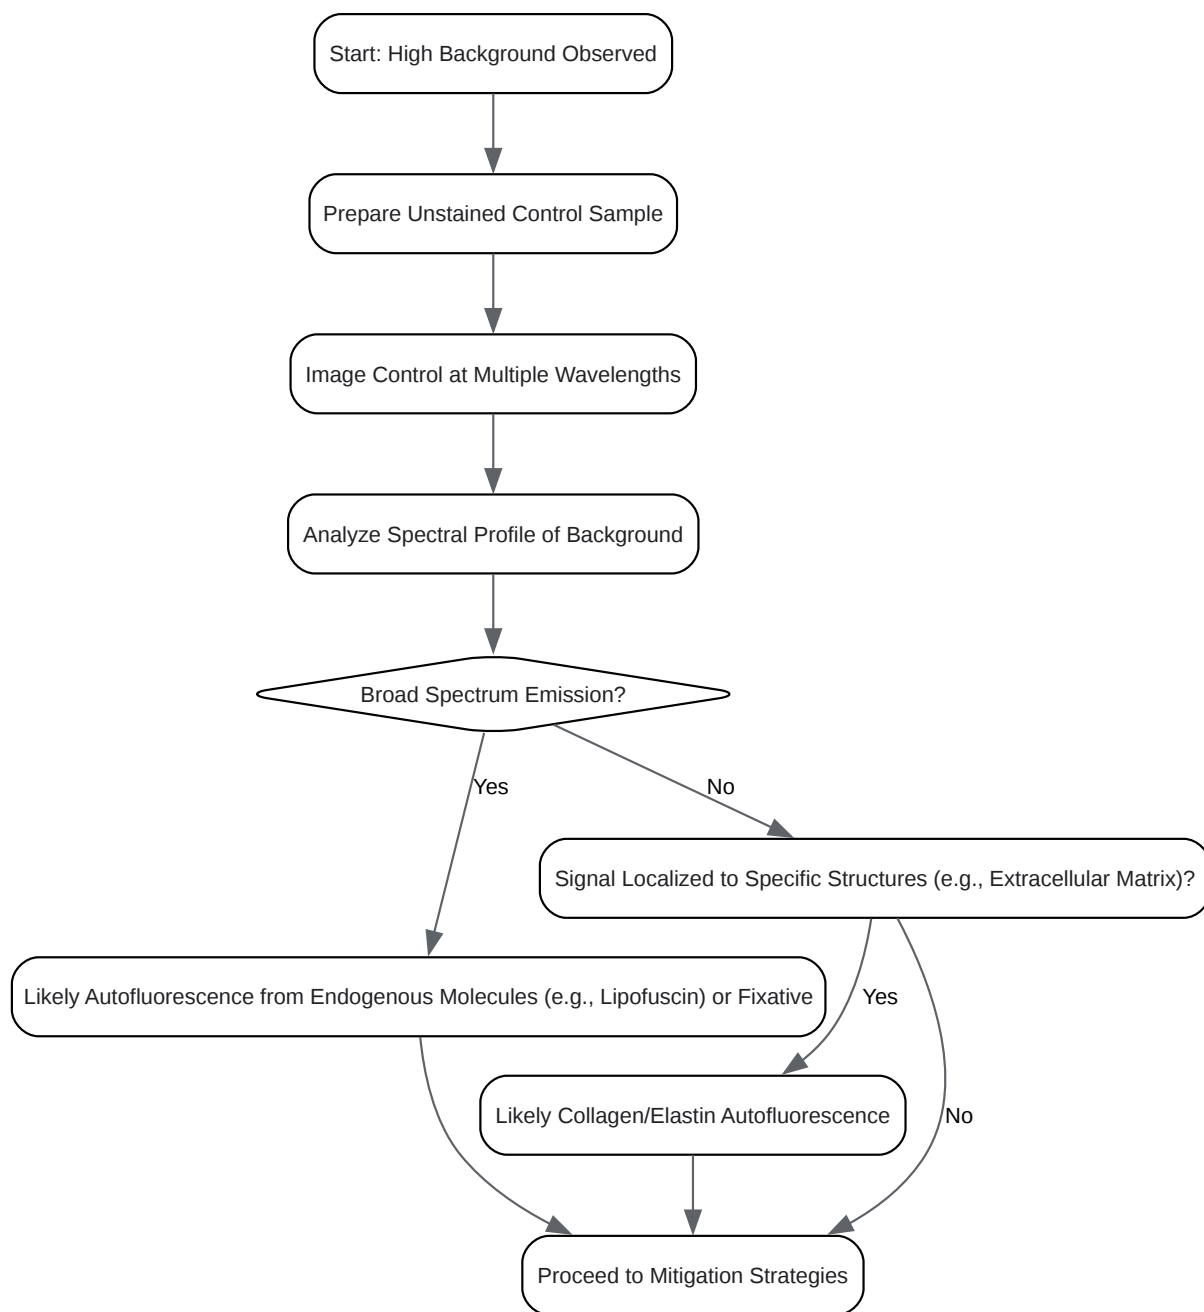 Start: High Background Observed
Prepare Unstained Control Sample
Image Control at Multiple Wavelengths
Analyze Spectral Profile of Background
Broad Spectrum Emission?
Yes
No
Signal Localized to Specific Structures (e.g., Extracellular Matrix)?
Likely Autofluorescence from Endogenous Molecules (e.g., Lipofuscin) or Fixative
Yes
Likely Collagen/Elastin Autofluorescence
No
Proceed to Mitigation Strategies